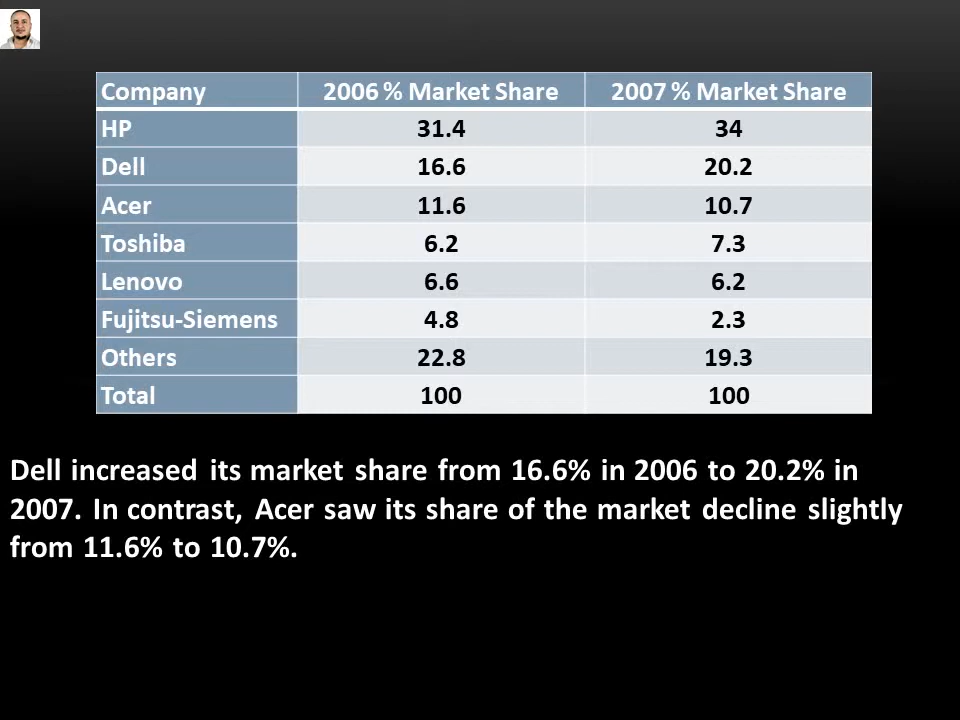 Company 2006 % Market Share 2007 % Market Share
HP 31.4 34
Dell 16.6 20.2
Acer 11.6 10.7
Toshiba 6.2 7.3
Lenovo 6.6 6.2
Fujitsu-Siemens 4.8 2.3
Others 22.8 19.3
Total 100 100
Dell increased its market share from 16.6% in 2006 to 20.2% in
2007. In contrast, Acer saw its share of the market decline slightly
from 11.6% to 10.7%.